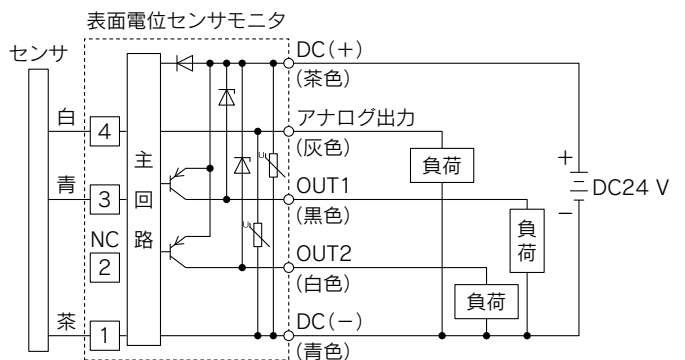 表面電位センサモニタ
センサ
DC(+)
(茶色)
白
4
アナログ出力
(灰色)
主回路
負荷
青
3
OUT1
(黒色)
U
U
+
DC24 V
−
負荷
NC
2
OUT2
(白色)
負荷
茶
1
DC(−)
(青色)